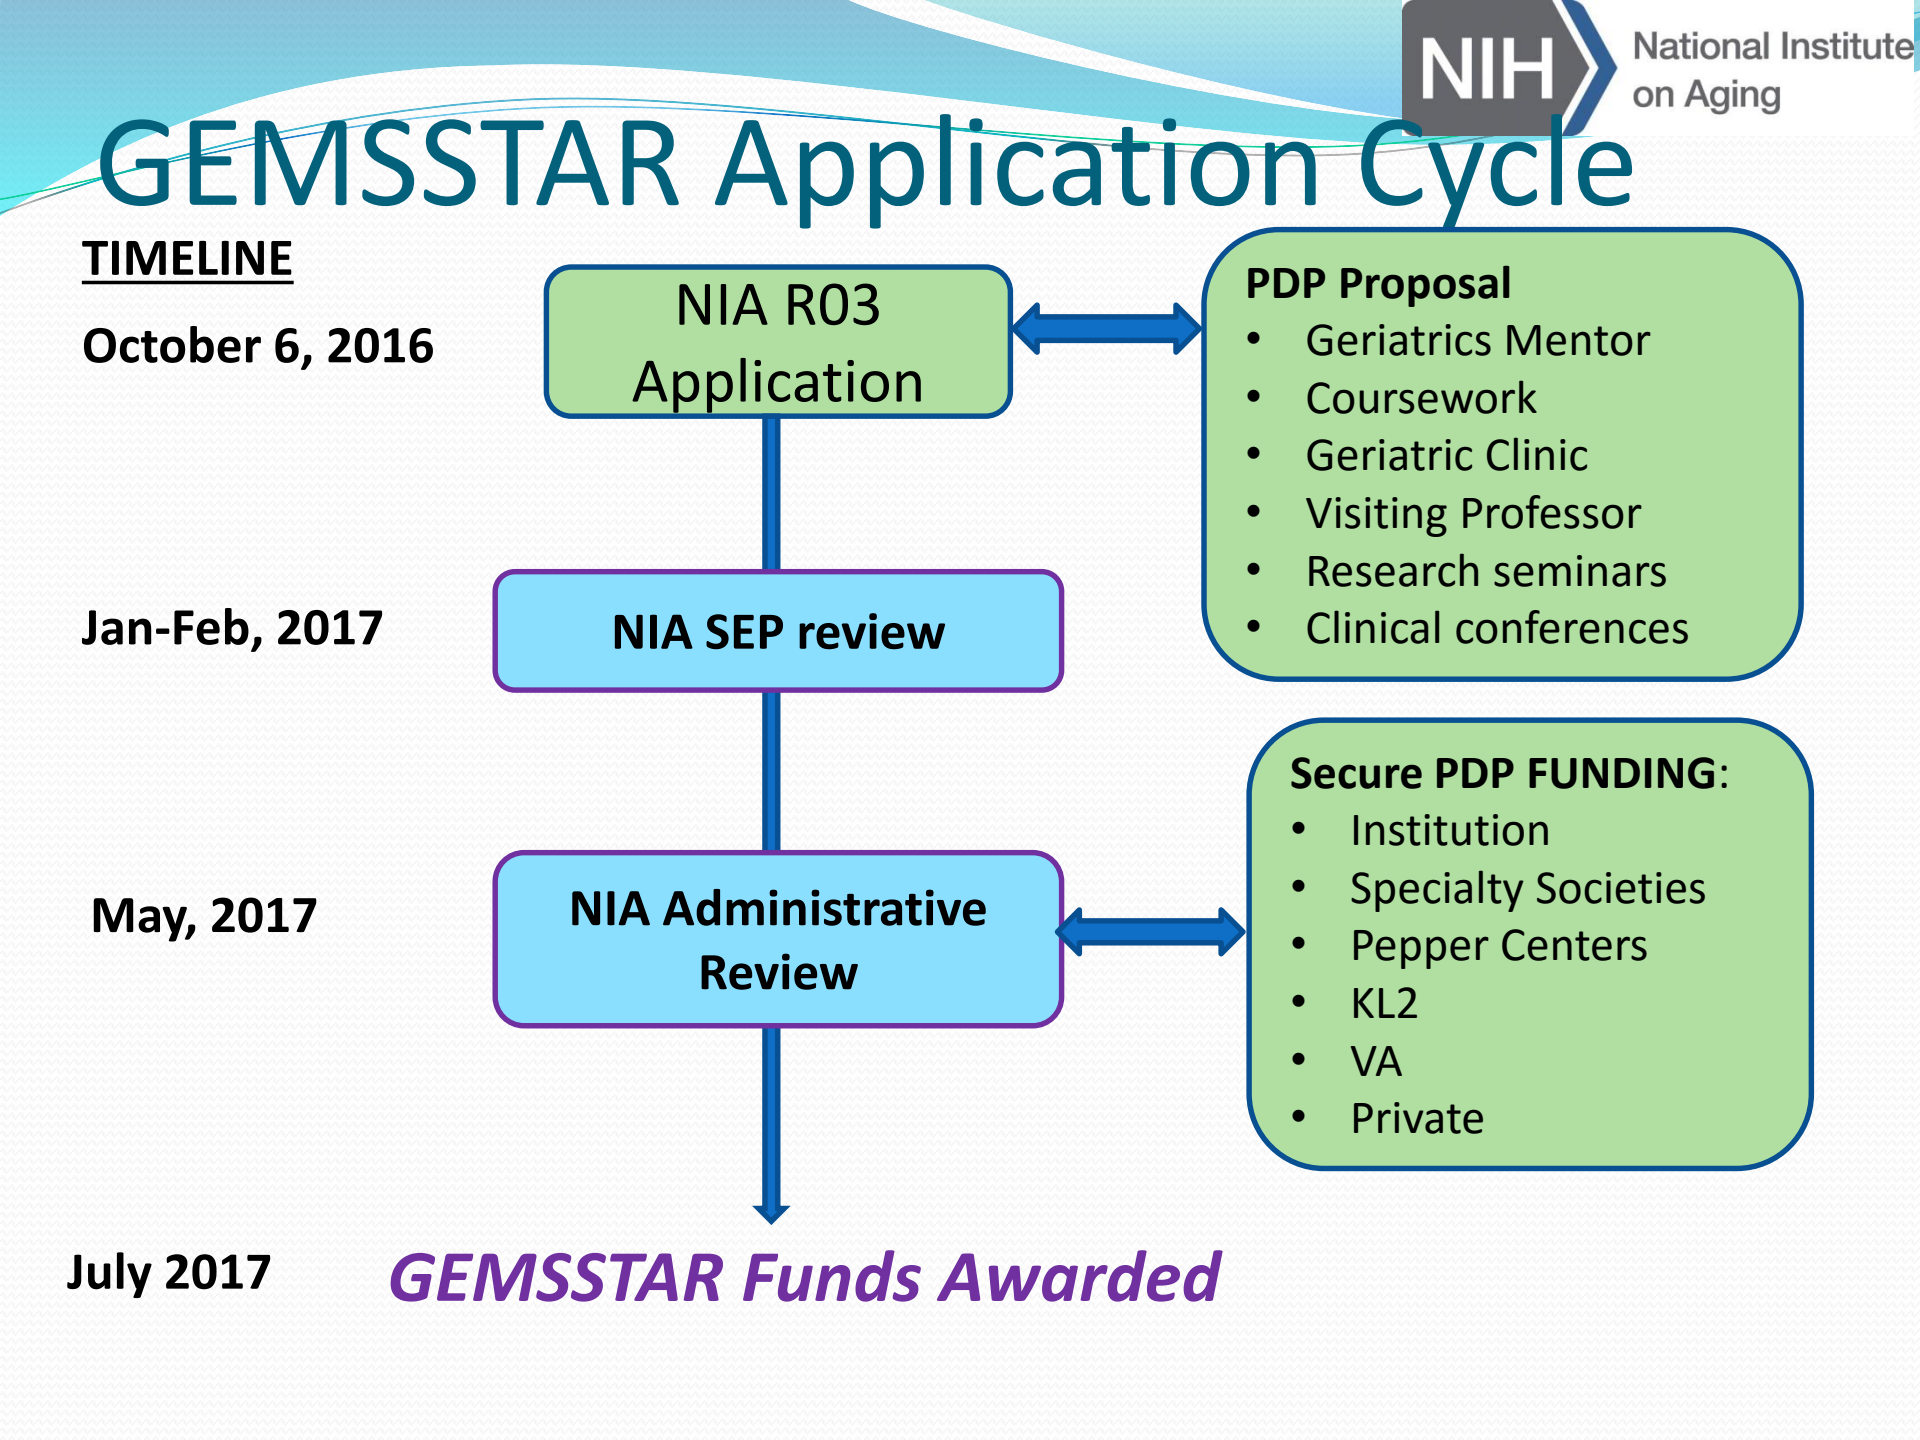 NIH National Institute
on Aging
GEMSSTAR Application Cycle
TIMELINE
October 6, 2016
NIA R03
Application
PDP Proposal
• Geriatrics Mentor
• Coursework
• Geriatric Clinic
• Visiting Professor
• Research seminars
• Clinical conferences
Jan-Feb, 2017
NIA SEP review
May, 2017
NIA Administrative
Review
Secure PDP FUNDING:
• Institution
• Specialty Societies
• Pepper Centers
• KL2
• VA
• Private
July 2017
GEMSSTAR Funds Awarded